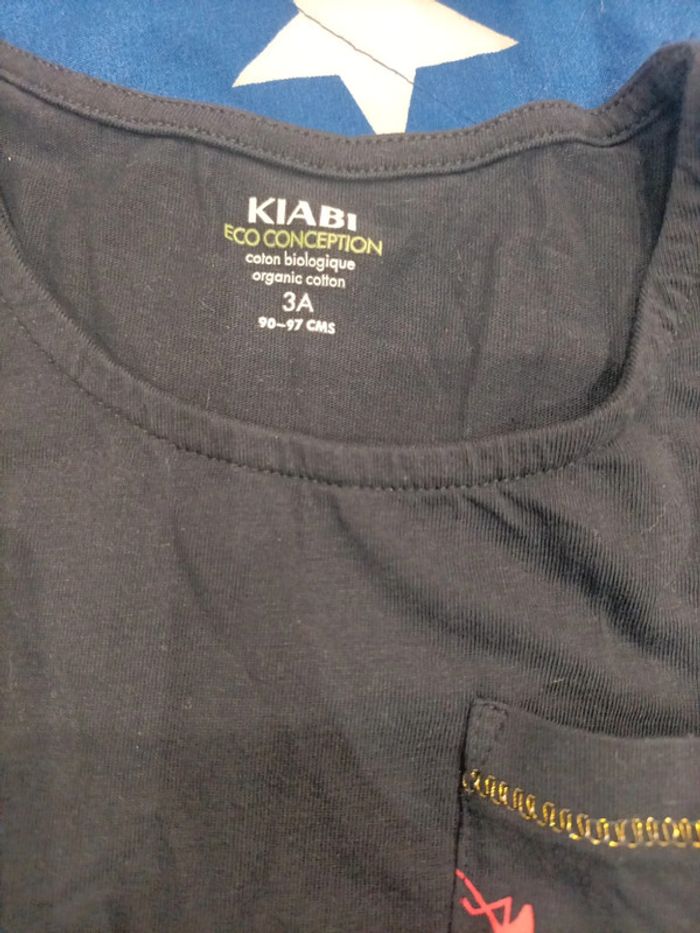 KIABI
ECO CONCEPTION
coton biologique
organic cotton
3A
90–97 CMS